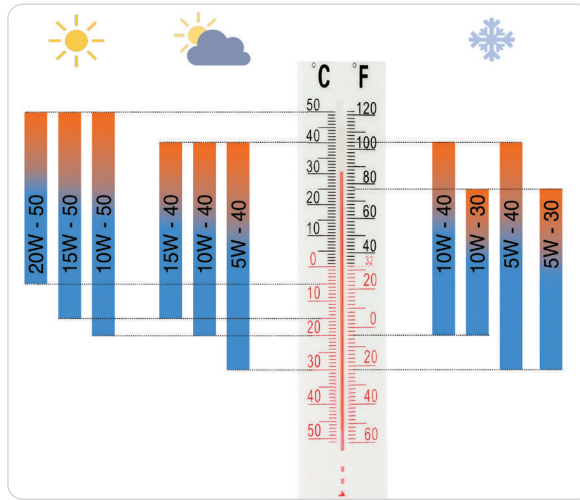 ° C ° F
50 120
40 100
30 80
20 60
10 40
0 32
10 20
20 0
30 20
40 40
50 60
20W - 50
15W - 50
10W - 50
15W - 40
10W - 40
5W - 40
10W - 40
10W - 30
5W - 40
5W - 30